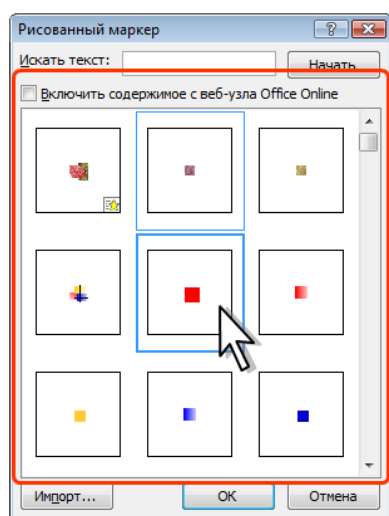 Рисованный маркер
Искать текст:
Начать
Включить содержимое с веб-узла Office Online
Импорт...
ОК
Отмена